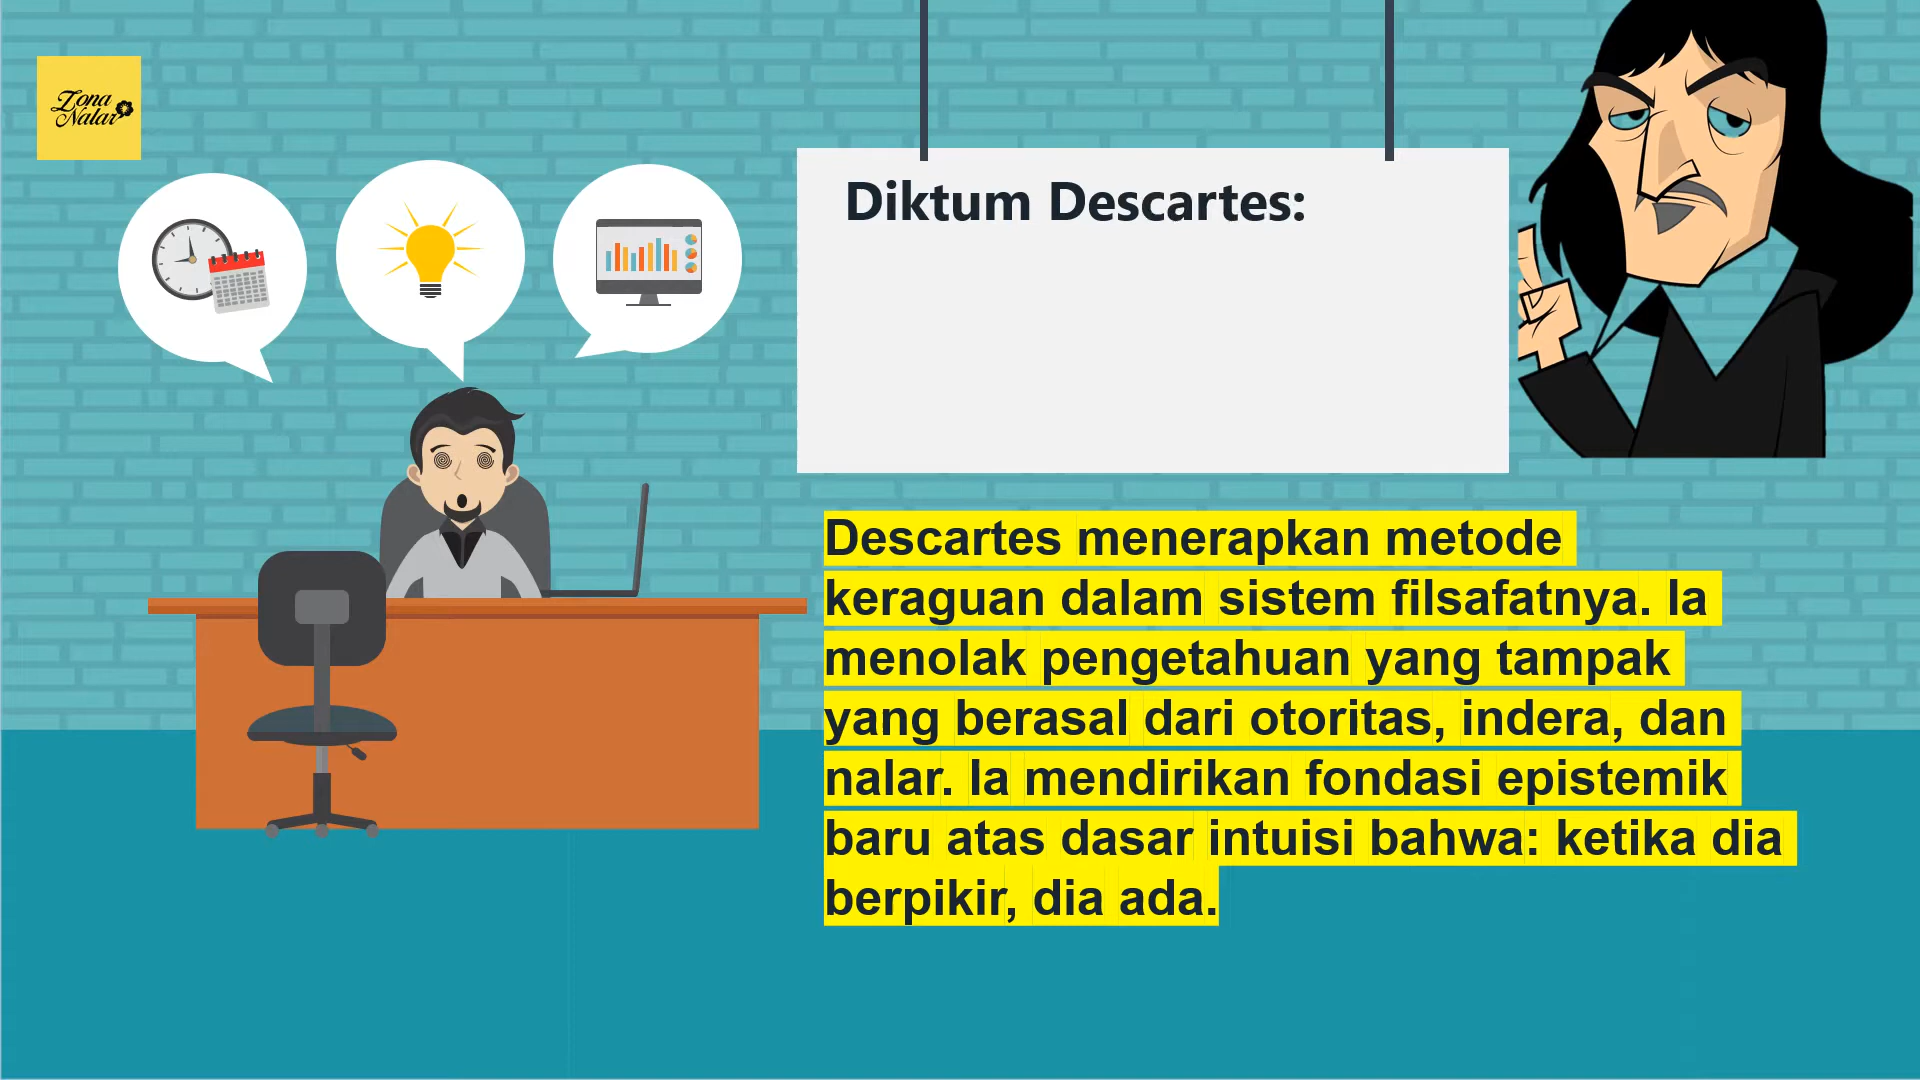 Zona
Nalar
Diktum Descartes:
Descartes menerapkan metode
keraguan dalam sistem filsafatnya. Ia
menolak pengetahuan yang tampak
yang berasal dari otoritas, indera, dan
nalar. Ia mendirikan fondasi epistemik
baru atas dasar intuisi bahwa: ketika dia
berpikir, dia ada.